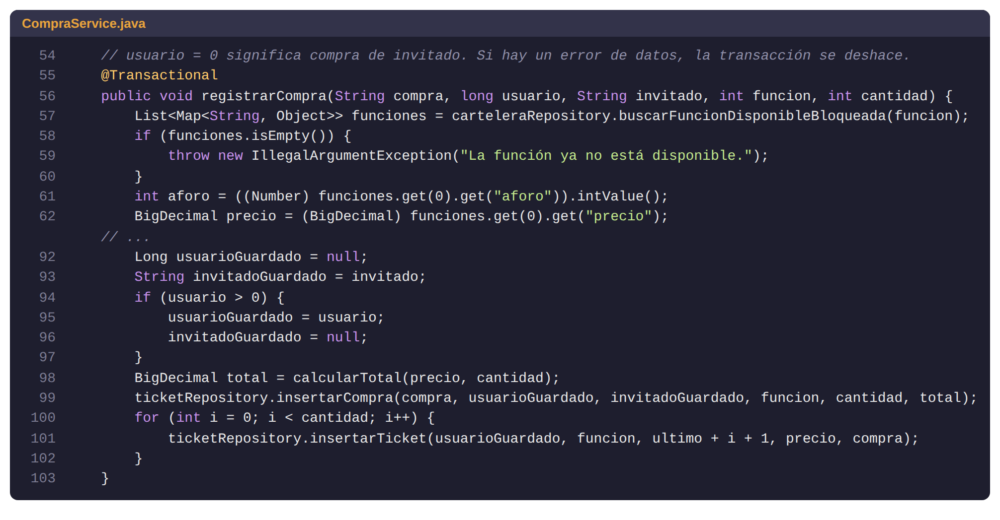 CompraService.java
54 // usuario = 0 significa compra de invitado. Si hay un error de datos, la transacción se deshace.
55 @Transactional
56 public void registrarCompra(String compra, long usuario, String invitado, int funcion, int cantidad) {
57 List<Map<String, Object>> funciones = carteleraRepository.buscarFuncionDisponibleBloqueada(funcion);
58 if (funciones.isEmpty()) {
59 throw new IllegalArgumentException("La función ya no está disponible.");
60 }
61 int aforo = ((Number) funciones.get(0).get("aforo")).intValue();
62 BigDecimal precio = (BigDecimal) funciones.get(0).get("precio");
// ...
92 Long usuarioGuardado = null;
93 String invitadoGuardado = invitado;
94 if (usuario > 0) {
95 usuarioGuardado = usuario;
96 invitadoGuardado = null;
97 }
98 BigDecimal total = calcularTotal(precio, cantidad);
99 ticketRepository.insertarCompra(compra, usuarioGuardado, invitadoGuardado, funcion, cantidad, total);
100 for (int i = 0; i < cantidad; i++) {
101 ticketRepository.insertarTicket(usuarioGuardado, funcion, ultimo + i + 1, precio, compra);
102 }
103 }